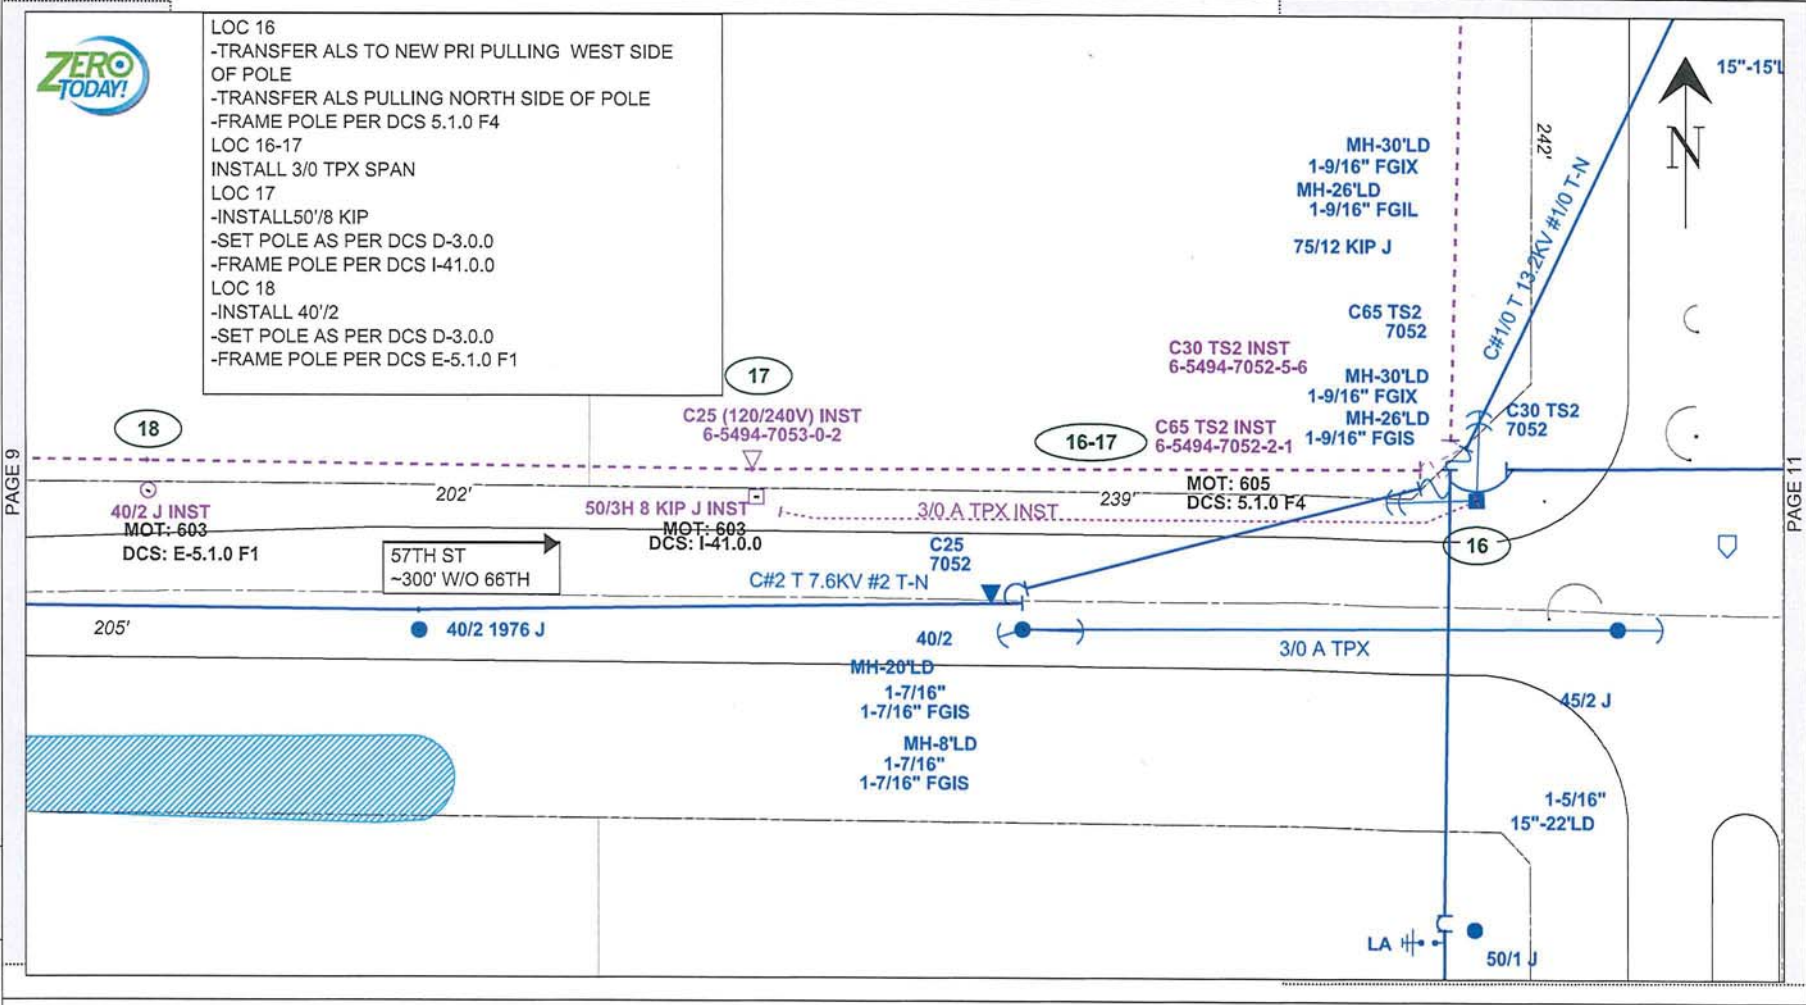 ZERO
TODAY!
LOC 16
-TRANSFER ALS TO NEW PRI PULLING WEST SIDE
OF POLE
-TRANSFER ALS PULLING NORTH SIDE OF POLE
-FRAME POLE PER DCS 5.1.0 F4
LOC 16-17
INSTALL 3/0 TPX SPAN
LOC 17
-INSTALL50'/8 KIP
-SET POLE AS PER DCS D-3.0.0
-FRAME POLE PER DCS I-41.0.0
LOC 18
-INSTALL 40'/2
-SET POLE AS PER DCS D-3.0.0
-FRAME POLE PER DCS E-5.1.0 F1
15"-15'L
N
242'
MH-30'LD
1-9/16" FGIX
MH-26'LD
1-9/16" FGIL
75/12 KIP J
C#1/0 T 13.2KV #1/0 T-N
C65 TS2
7052
C30 TS2 INST
6-5494-7052-5-6
MH-30'LD
1-9/16" FGIX
MH-26'LD
1-9/16" FGIS
C65 TS2 INST
6-5494-7052-2-1
C30 TS2
7052
17
C25 (120/240V) INST
6-5494-7053-0-2
18
16-17
PAGE 9
PAGE 11
202'
239'
MOT: 605
DCS: 5.1.0 F4
40/2 J INST
MOT: 603
DCS: E-5.1.0 F1
50/3H 8 KIP J INST
MOT: 603
DCS: I-41.0.0
3/0 A TPX INST
16
57TH ST
~300' W/O 66TH
C25
7052
C#2 T 7.6KV #2 T-N
205'
40/2 1976 J
40/2
3/0 A TPX
MH-20'LD
1-7/16"
1-7/16" FGIS
MH-8'LD
1-7/16"
1-7/16" FGIS
45/2 J
1-5/16"
15"-22'LD
LA
50/1 J